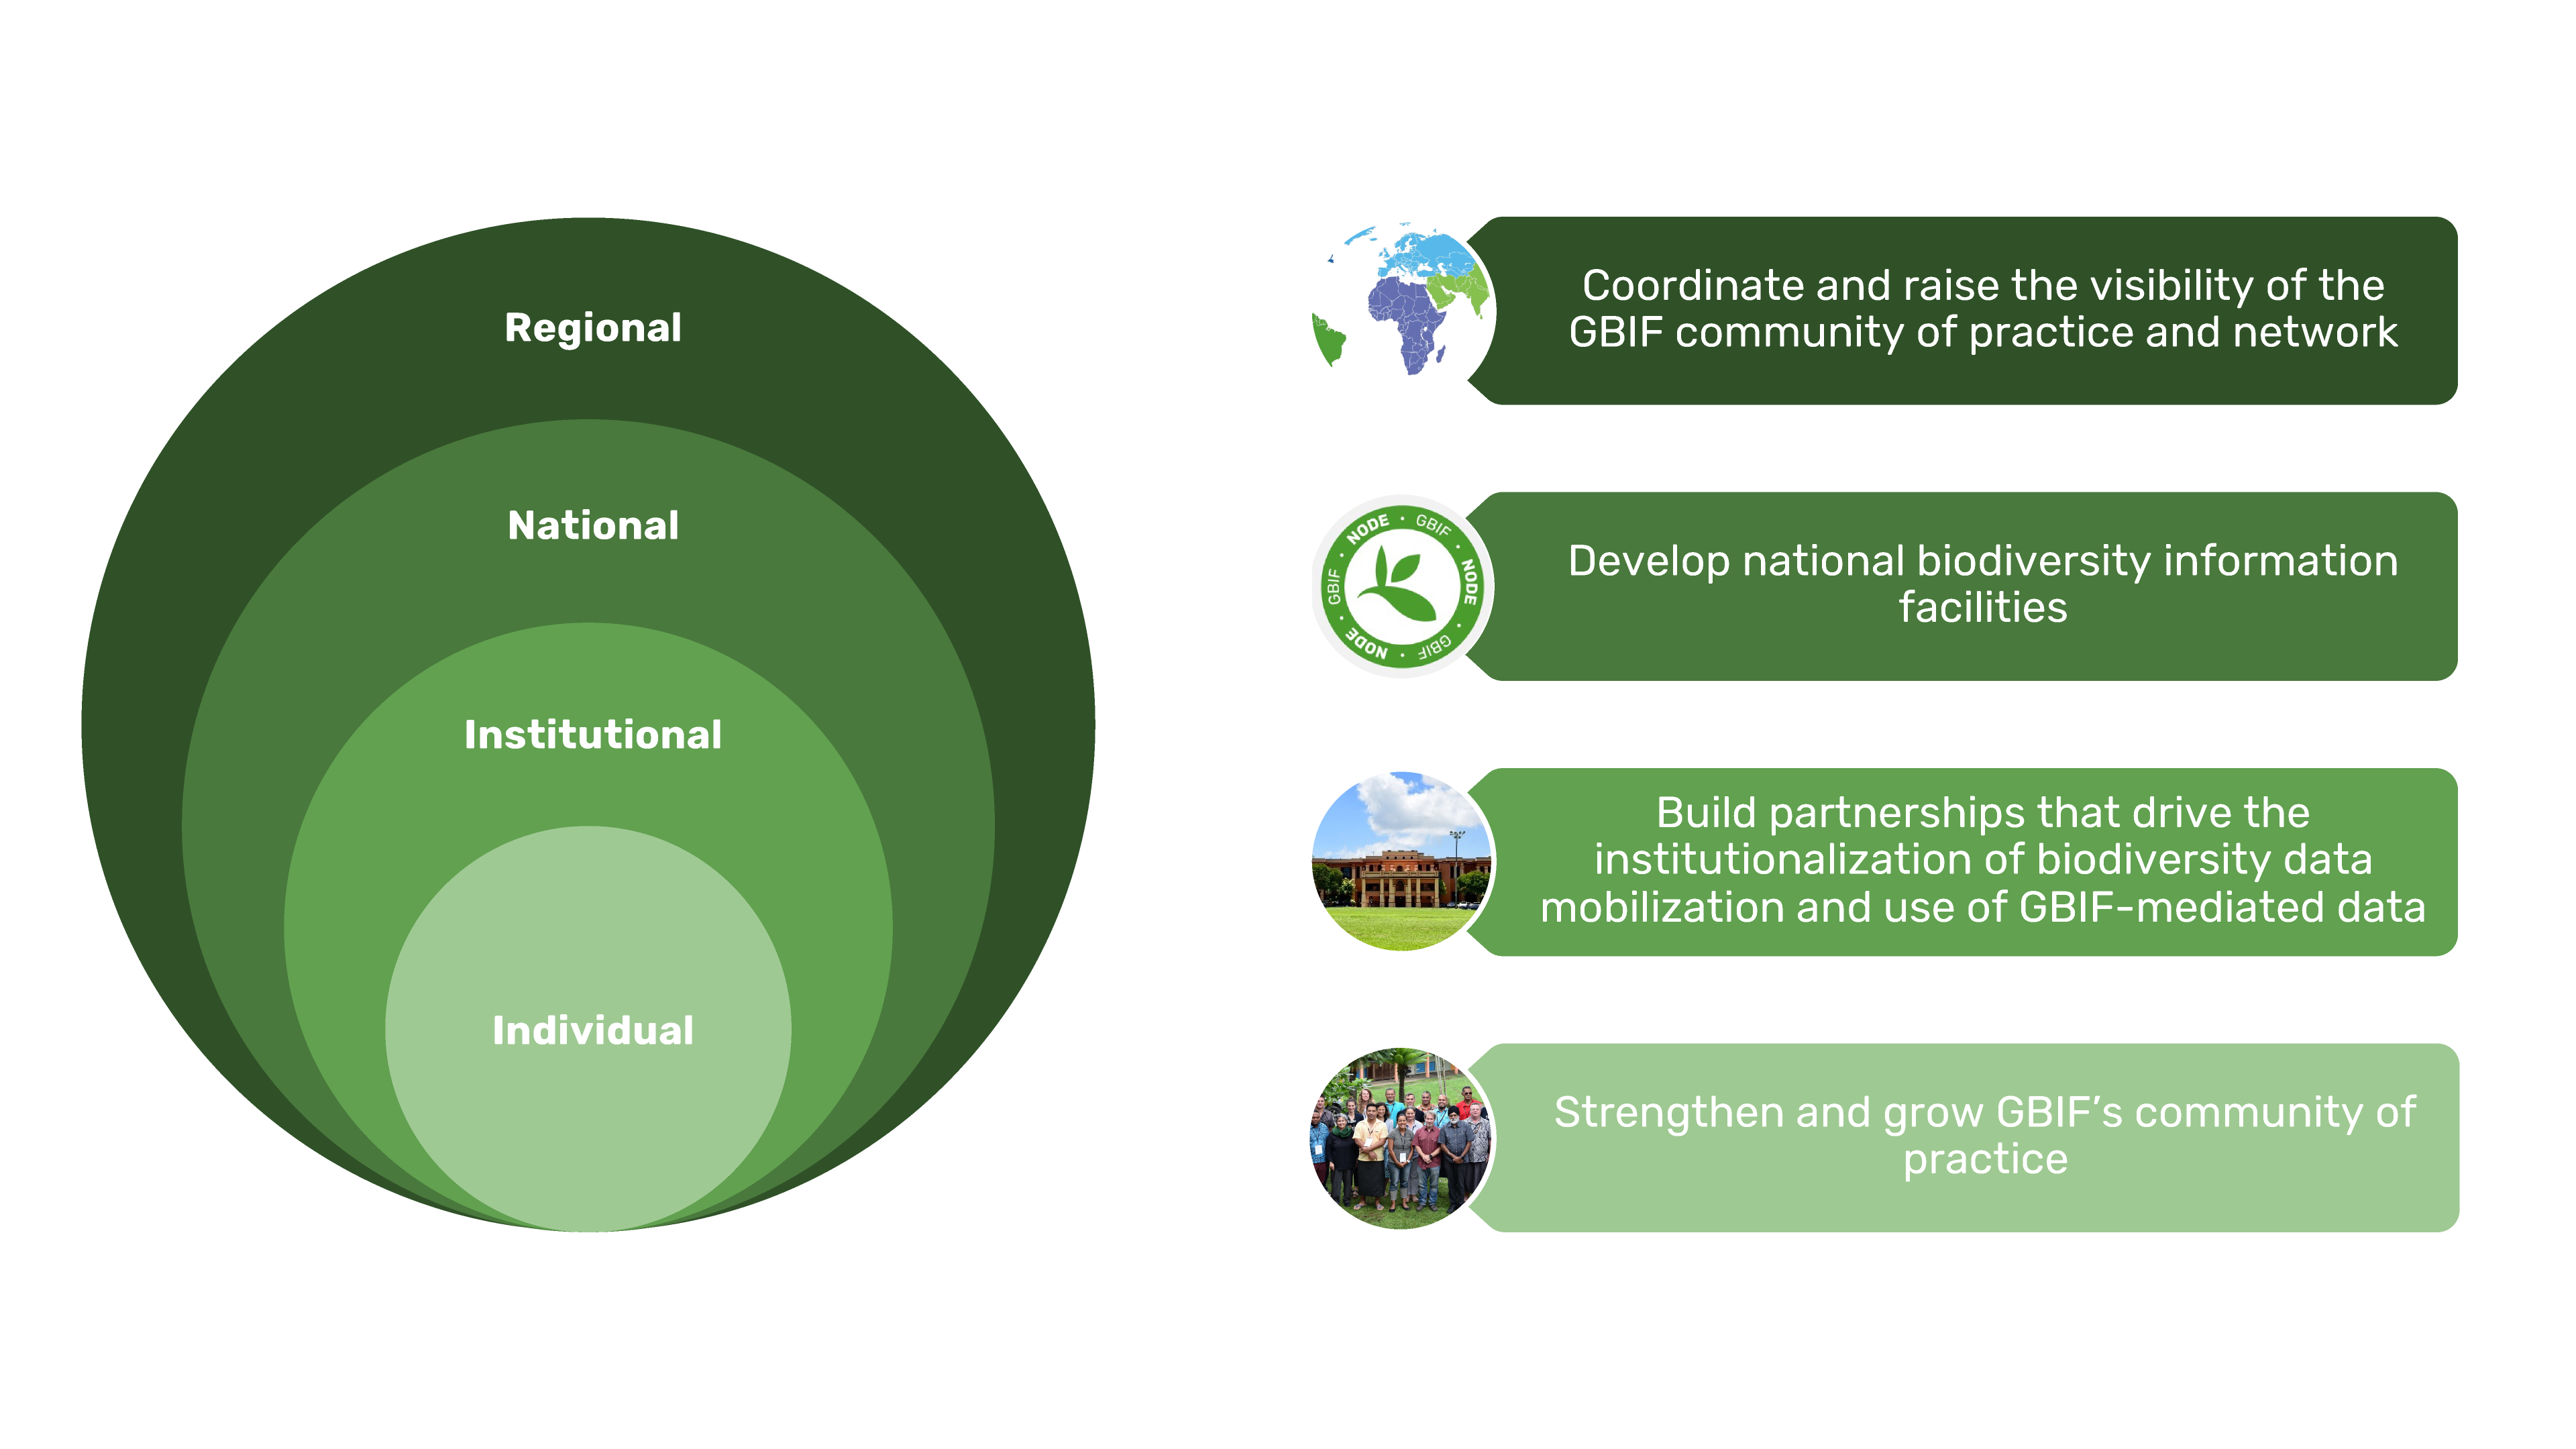 Regional
National
Institutional
Individual
Coordinate and raise the visibility of the
GBIF community of practice and network
NODE · GBIF · NODE · GBIF · NODE · GBIF ·
Develop national biodiversity information
facilities
Build partnerships that drive the
institutionalization of biodiversity data
mobilization and use of GBIF-mediated data
Strengthen and grow GBIF’s community of
practice